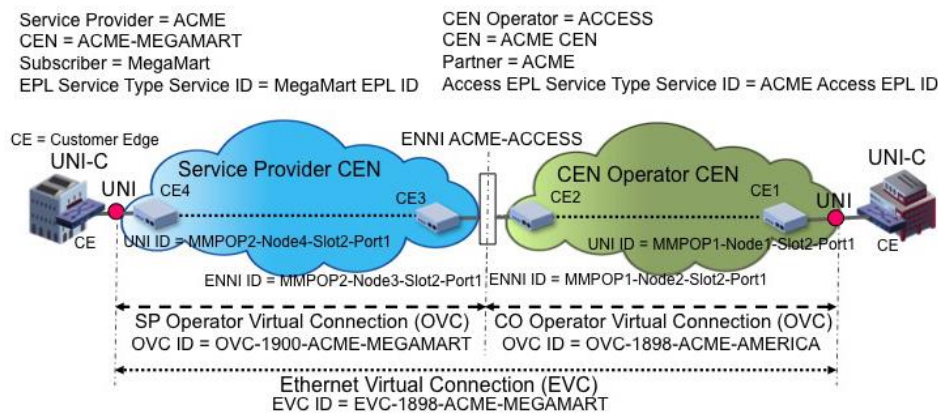 Service Provider = ACME
CEN = ACME-MEGAMART
Subscriber = MegaMart
EPL Service Type Service ID = MegaMart EPL ID
CEN Operator = ACCESS
CEN = ACME CEN
Partner = ACME
Access EPL Service Type Service ID = ACME Access EPL ID
CE = Customer Edge
ENNI ACME-ACCESS
UNI-C
UNI
Service Provider CEN
CEN Operator CEN
UNI-C
UNI
CE4
CE3
CE2
CE1
CE
CE
UNI ID = MMPOP2-Node4-Slot2-Port1
UNI ID = MMPOP1-Node1-Slot2-Port1
ENNI ID = MMPOP2-Node3-Slot2-Port1
ENNI ID = MMPOP1-Node2-Slot2-Port1
SP Operator Virtual Connection (OVC)
OVC ID = OVC-1900-ACME-MEGAMART
CO Operator Virtual Connection (OVC)
OVC ID = OVC-1898-ACME-AMERICA
Ethernet Virtual Connection (EVC)
EVC ID = EVC-1898-ACME-MEGAMART